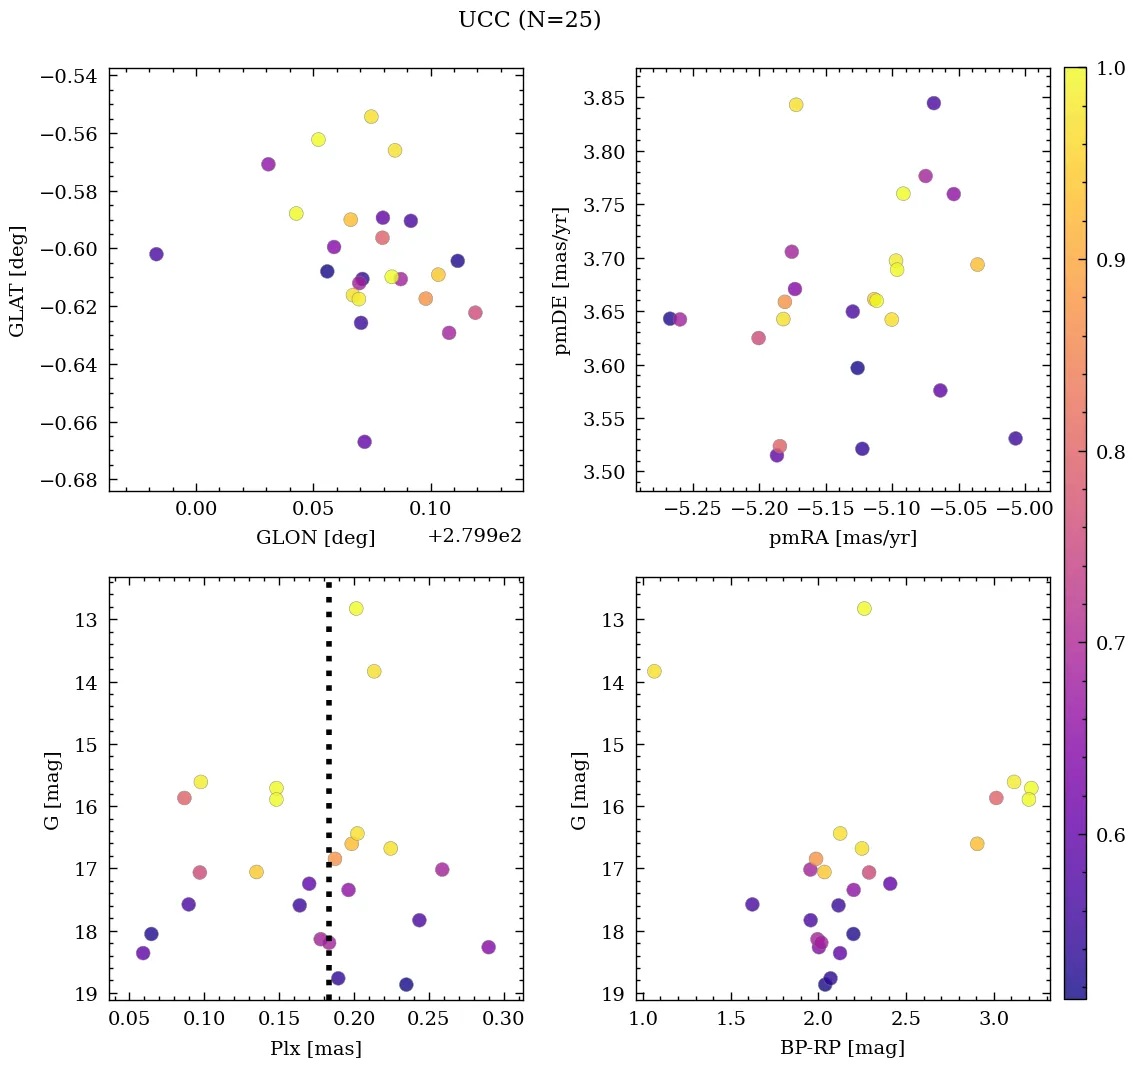 UCC (N=25)
−0.54
−0.56
−0.58
−0.60
−0.62
−0.64
−0.66
−0.68
GLAT [deg]
0.00 0.05 0.10
GLON [deg]
+2.799e2
3.85
3.80
3.75
3.70
3.65
3.60
3.55
3.50
pmDE [mas/yr]
−5.25 −5.20 −5.15 −5.10 −5.05 −5.00
pmRA [mas/yr]
13
14
15
16
17
18
19
G [mag]
0.05 0.10 0.15 0.20 0.25 0.30
Plx [mas]
13
14
15
16
17
18
19
G [mag]
1.0 1.5 2.0 2.5 3.0
BP-RP [mag]
1.0
0.9
0.8
0.7
0.6